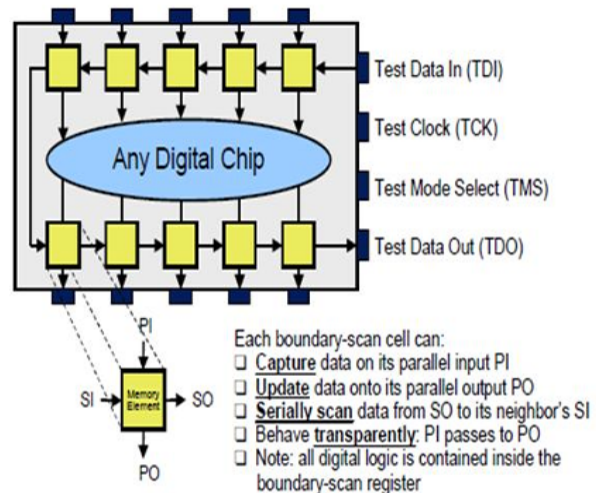 Test Data In (TDI)
Test Clock (TCK)
Any Digital Chip
Test Mode Select (TMS)
Test Data Out (TDO)
PI
SI
Memory
Element
SO
PO
Each boundary-scan cell can:
❑ Capture data on its parallel input PI
❑ Update data onto its parallel output PO
❑ Serially scan data from SO to its neighbor's SI
❑ Behave transparently: PI passes to PO
❑ Note: all digital logic is contained inside the
boundary-scan register